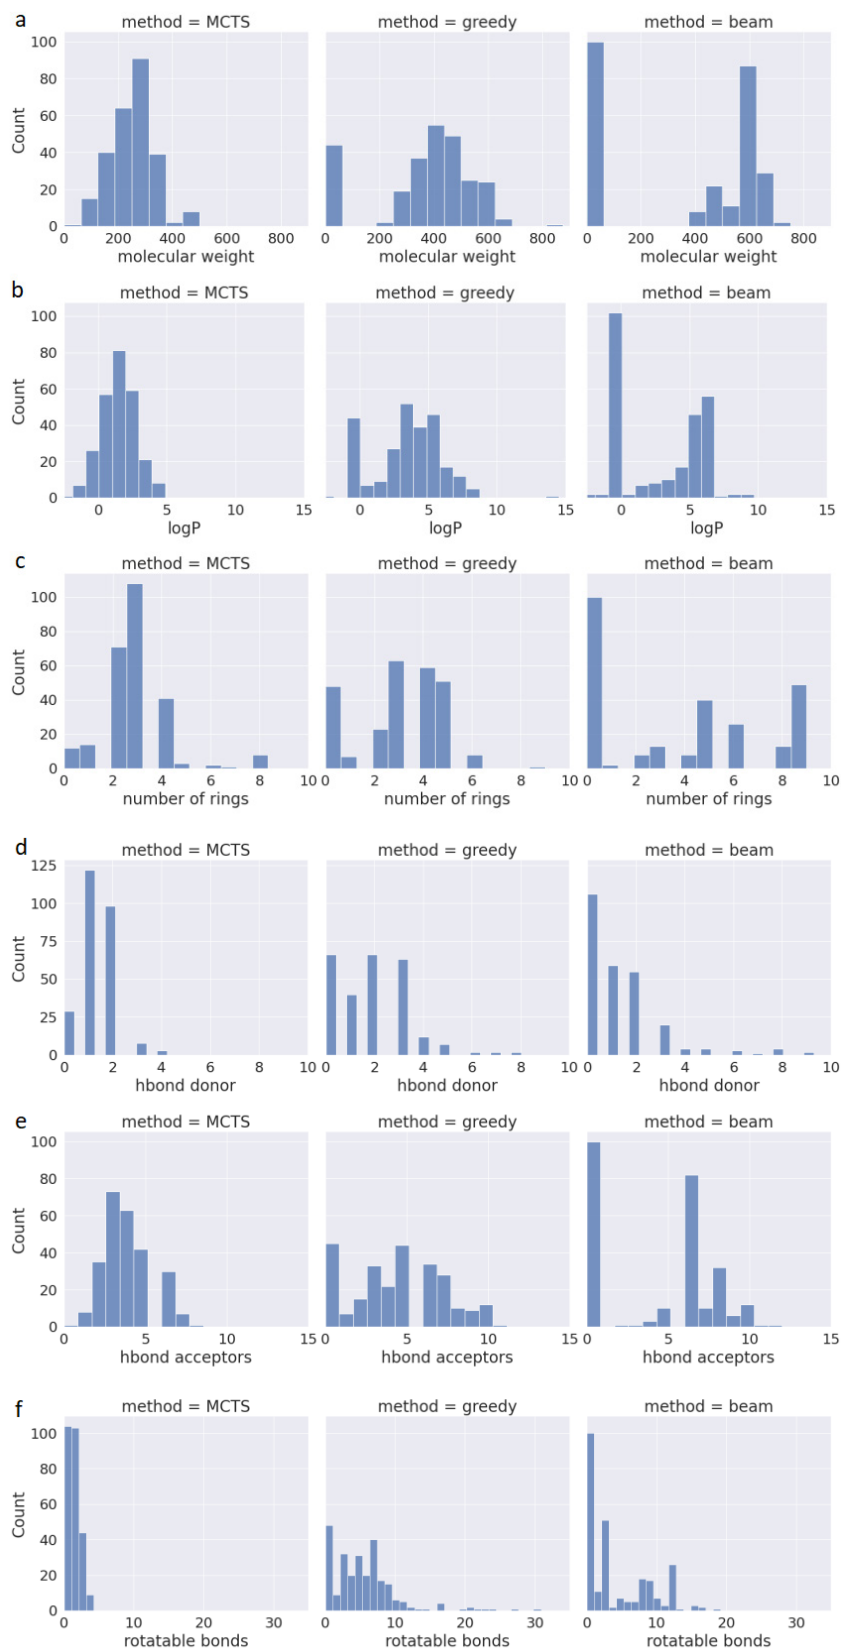 a
method = MCTS method = greedy method = beam
100
80
60
40
20
0
Count
0 200 400 600 800 0 200 400 600 800 0 200 400 600 800
molecular weight molecular weight molecular weight
b
method = MCTS method = greedy method = beam
100
80
60
40
20
0
Count
0 5 10 15 0 5 10 15 0 5 10 15
logP logP logP
c
method = MCTS method = greedy method = beam
100
80
60
40
20
0
Count
0 2 4 6 8 10 0 2 4 6 8 10 0 2 4 6 8 10
number of rings number of rings number of rings
d
method = MCTS method = greedy method = beam
125
100
75
50
25
0
Count
0 2 4 6 8 10 0 2 4 6 8 10 0 2 4 6 8 10
hbond donor hbond donor hbond donor
e
method = MCTS method = greedy method = beam
100
80
60
40
20
0
Count
0 5 10 15 0 5 10 15 0 5 10 15
hbond acceptors hbond acceptors hbond acceptors
f
method = MCTS method = greedy method = beam
100
80
60
40
20
0
Count
0 10 20 30 0 10 20 30 0 10 20 30
rotatable bonds rotatable bonds rotatable bonds